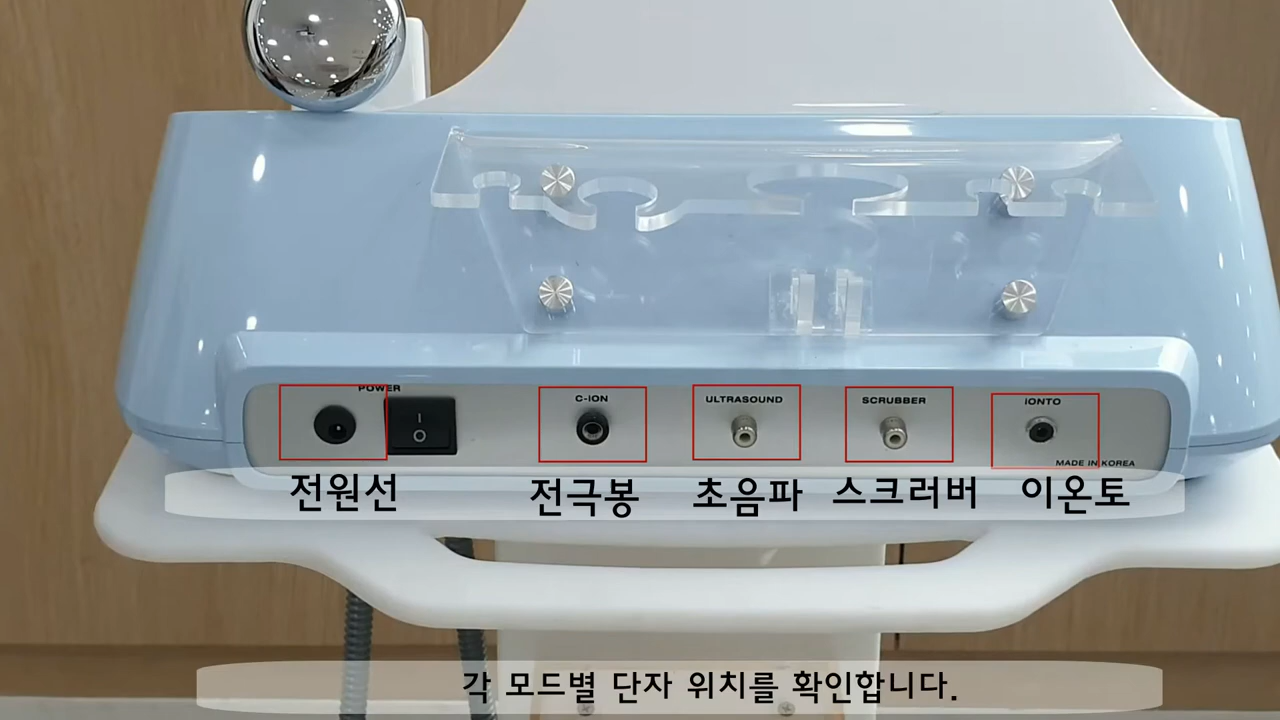 POWER
C-ION
ULTRASOUND
SCRUBBER
IONTO
MADE IN KOREA
전원선
전극봉
초음파
스크러버
이온토
각 모드별 단자 위치를 확인합니다.